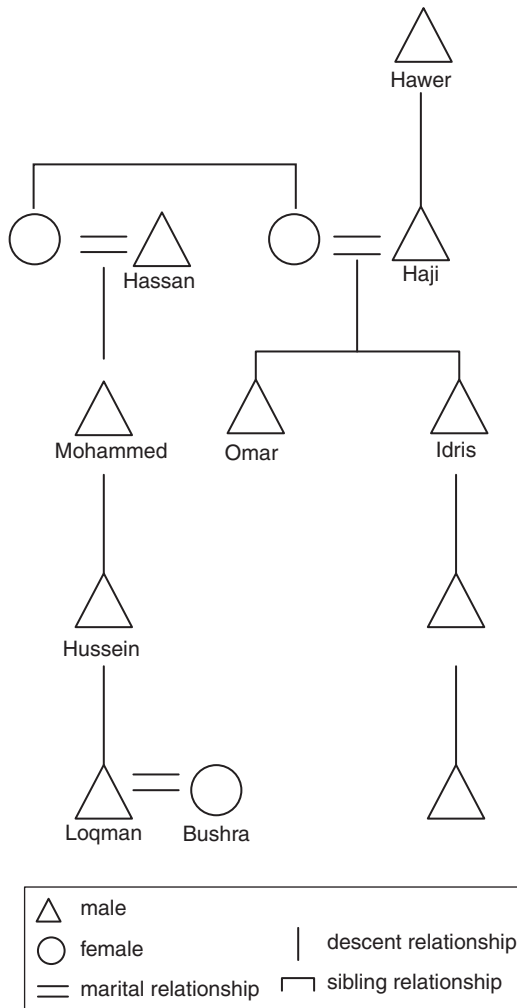 Hawer
Hassan
Haji
Mohammed
Omar
Idris
Hussein
Loqman
Bushra
male
female
marital relationship
descent relationship
sibling relationship